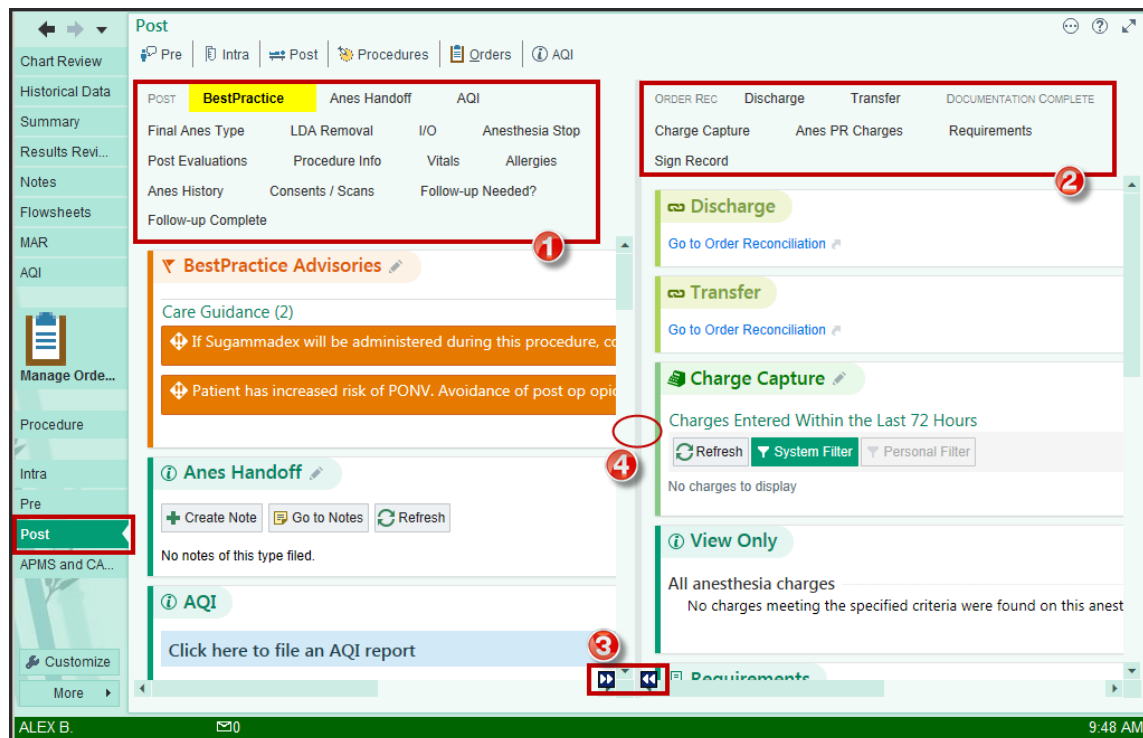 Post
Pre Intra Post Procedures Orders AQI
Chart Review
Historical Data
Summary
Results Revi...
Notes
Flowsheets
MAR
AQI
Manage Orde...
Procedure
Intra
Pre
Post
APMS and CA...
Customize
More
POST BestPractice Anes Handoff AQI
Final Anes Type LDA Removal I/O Anesthesia Stop
Post Evaluations Procedure Info Vitals Allergies
Anes History Consents / Scans Follow-up Needed?
Follow-up Complete
1
BestPractice Advisories
Care Guidance (2)
If Sugammadex will be administered during this procedure, co
Patient has increased risk of PONV. Avoidance of post op opio
Anes Handoff
Create Note Go to Notes Refresh
No notes of this type filed.
AQI
Click here to file an AQI report
3
4
ORDER REC Discharge Transfer DOCUMENTATION COMPLETE
Charge Capture Anes PR Charges Requirements
Sign Record
2
Discharge
Go to Order Reconciliation
Transfer
Go to Order Reconciliation
Charge Capture
Charges Entered Within the Last 72 Hours
Refresh System Filter Personal Filter
No charges to display
View Only
All anesthesia charges
No charges meeting the specified criteria were found on this anest
Requirements
ALEX B. 0 9:48 AM